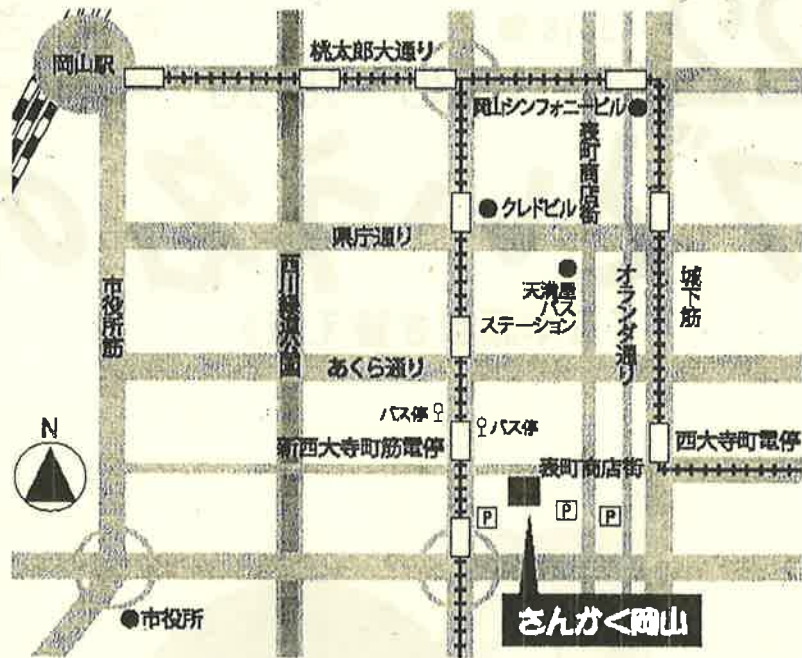 岡山駅
桃太郎大通り
岡山シンフォニービル
表町商店街
クレドビル
県庁通り
市役所筋
西川緑道公園
天満屋
バス
ステーション
オランダ通り
城下筋
あくら通り
バス停
バス停
新西大寺町筋電停
西大寺町電停
N
表町商店街
P
P
P
さんかく岡山
市役所